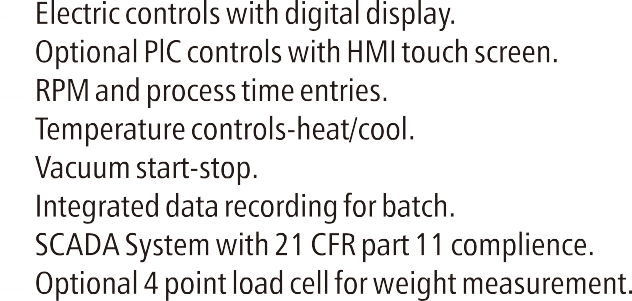 Electric controls with digital display.
Optional PlC controls with HMI touch screen.
RPM and process time entries.
Temperature controls-heat/cool.
Vacuum start-stop.
Integrated data recording for batch.
SCADA System with 21 CFR part 11 complience.
Optional 4 point load cell for weight measurement.